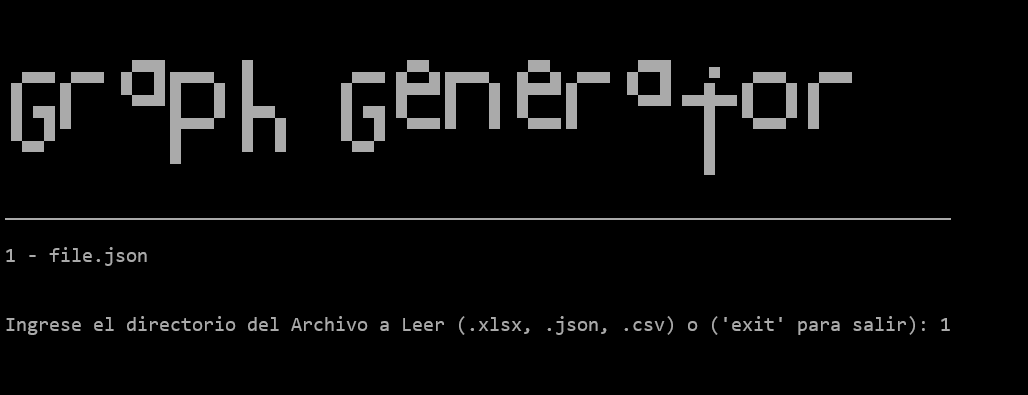 Graph Generator
1 - file.json
Ingrese el directorio del Archivo a Leer (.xlsx, .json, .csv) o ('exit' para salir): 1